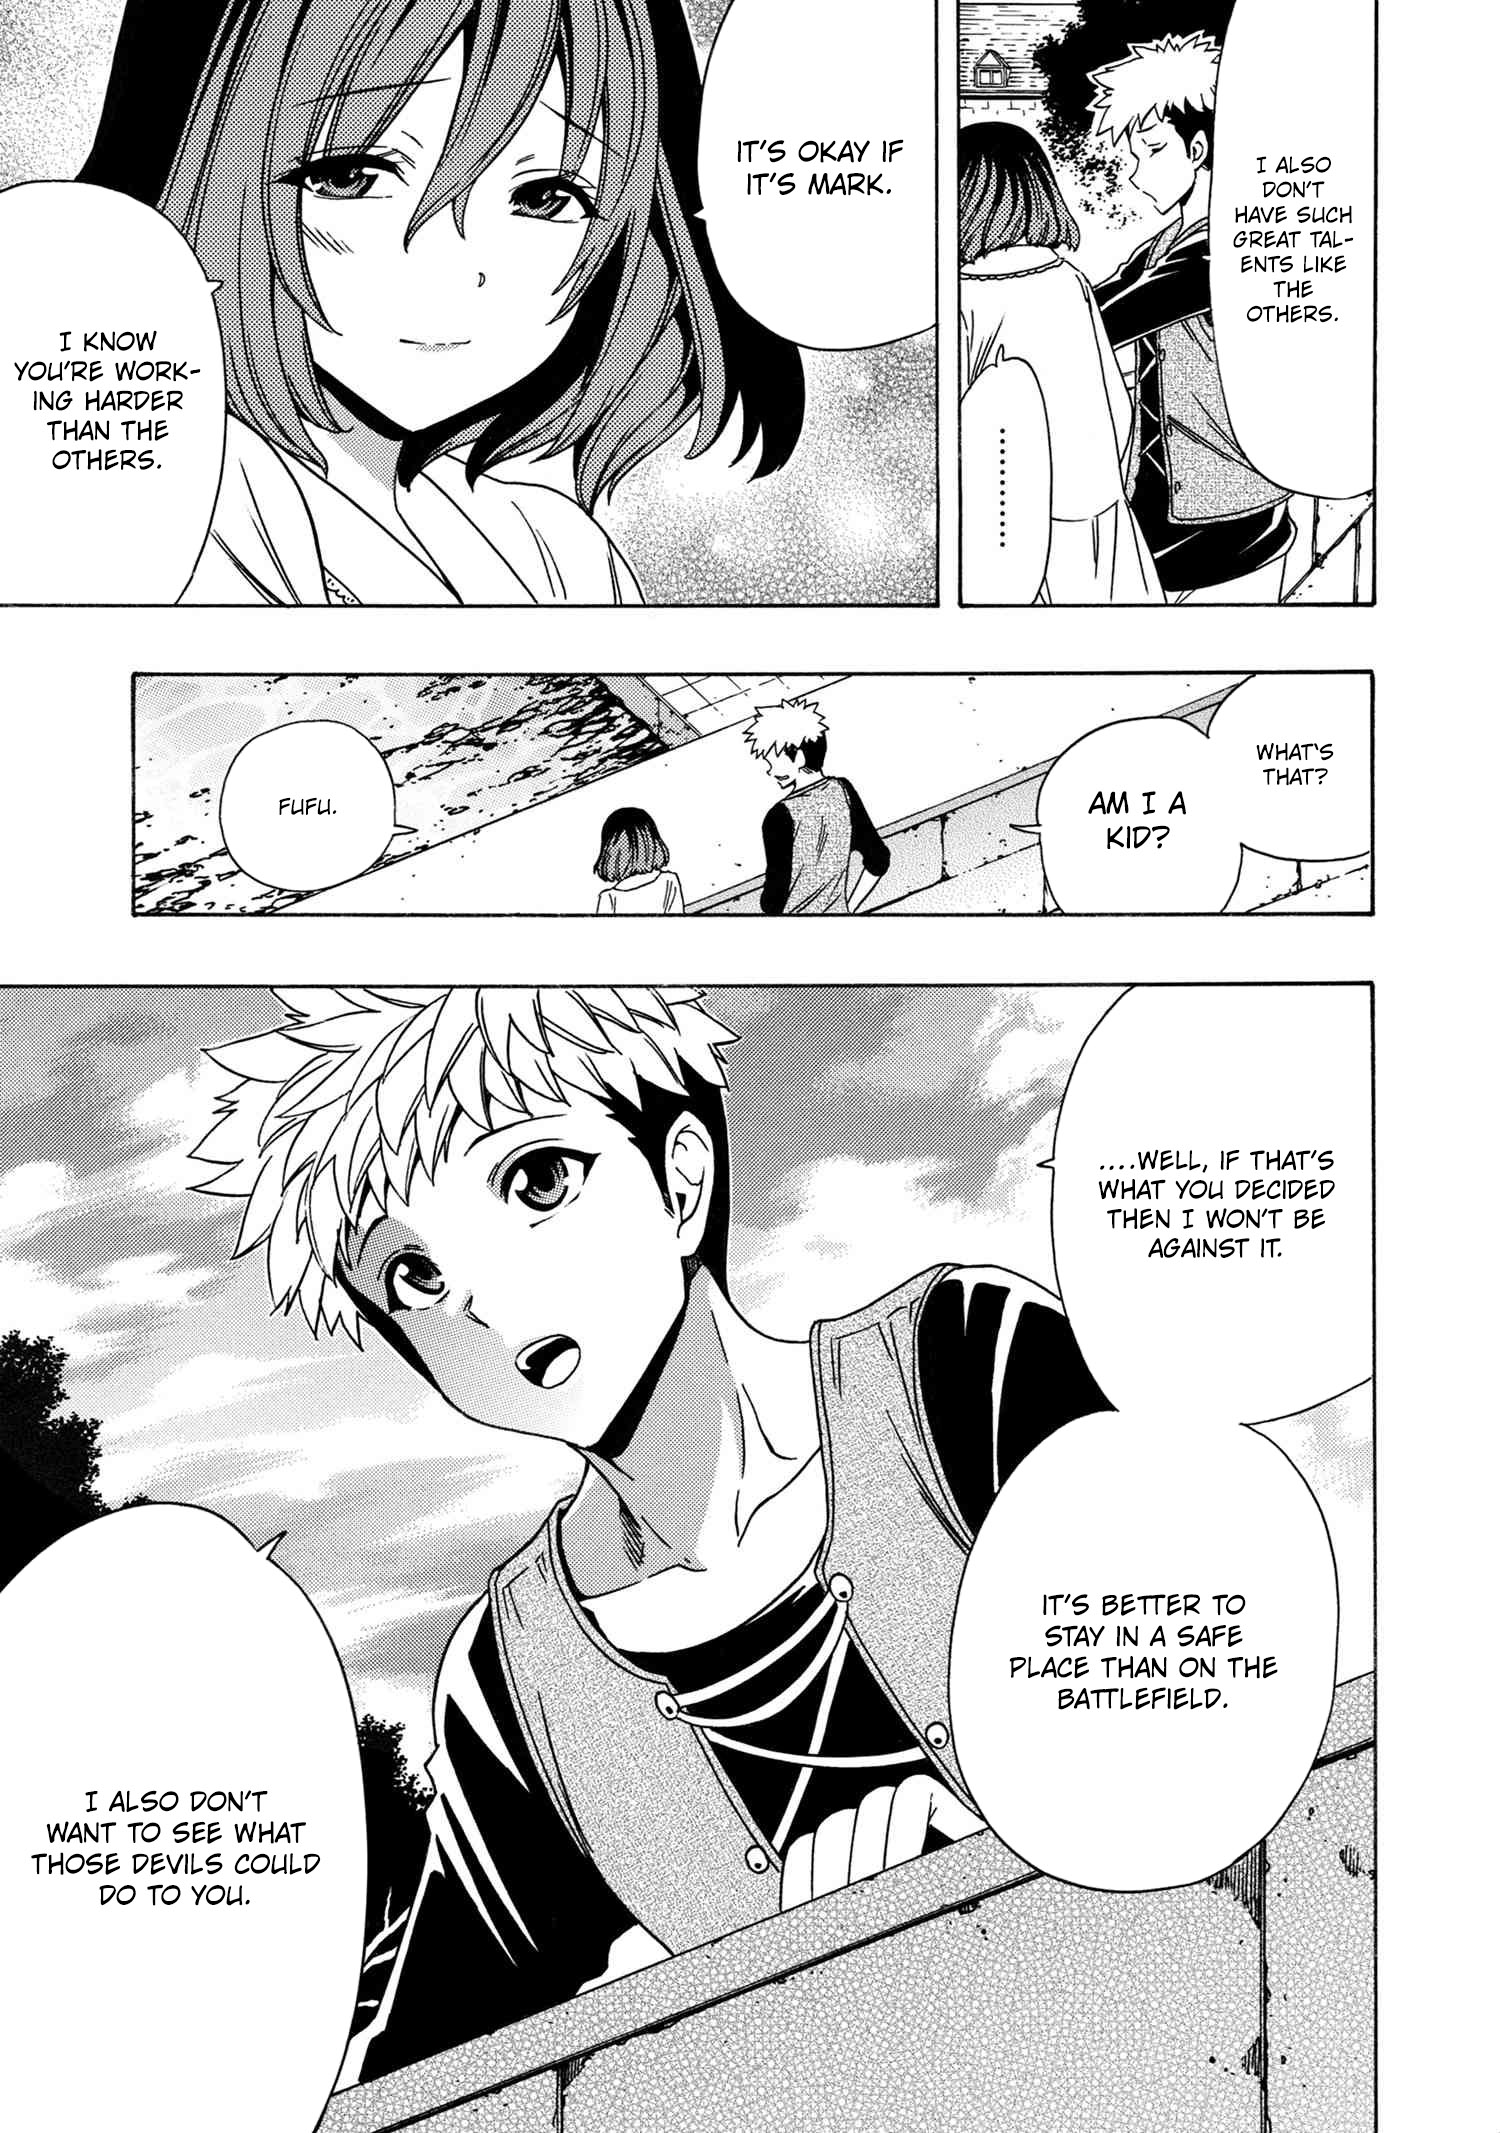 I ALSO
DON'T
HAVE SUCH
GREAT TAL-
ENTS LIKE
THE
OTHERS.
..........
IT'S OKAY IF
IT'S MARK.
I KNOW
YOU'RE WORK-
ING HARDER
THAN THE
OTHERS.
WHAT'S
THAT?
AM I A
KID?
FUFU.
....WELL, IF THAT'S
WHAT YOU DECIDED
THEN I WON'T BE
AGAINST IT.
IT'S BETTER TO
STAY IN A SAFE
PLACE THAN ON THE
BATTLEFIELD.
I ALSO DON'T
WANT TO SEE WHAT
THOSE DEVILS COULD
DO TO YOU.